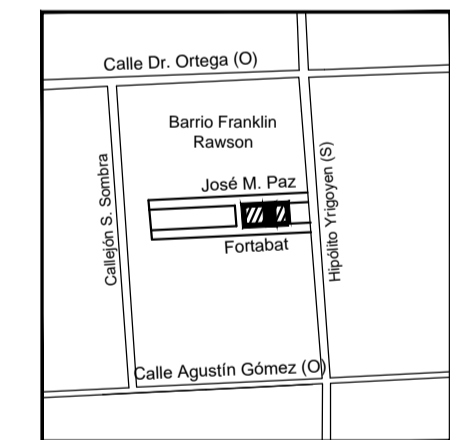 Calle Dr. Ortega (O)
Barrio Franklin
Rawson
José M. Paz
Callejón S. Sombra
Hipólito Yrigoyen (S)
Fortabat
Calle Agustín Gómez (O)